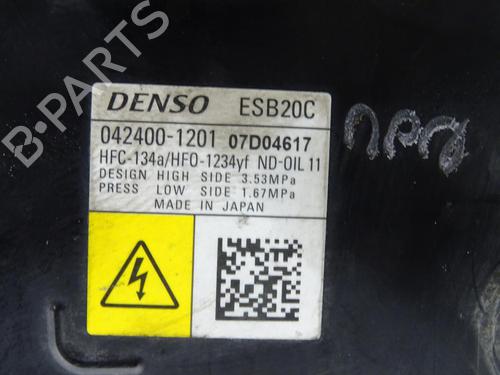 DENSO ESB20C
042400-1201 07D04617
HFC-134a/HFO-1234yf ND-OIL 11
DESIGN HIGH SIDE 3.53MPa
PRESS LOW SIDE 1.67MPa
MADE IN JAPAN
B-PARTS